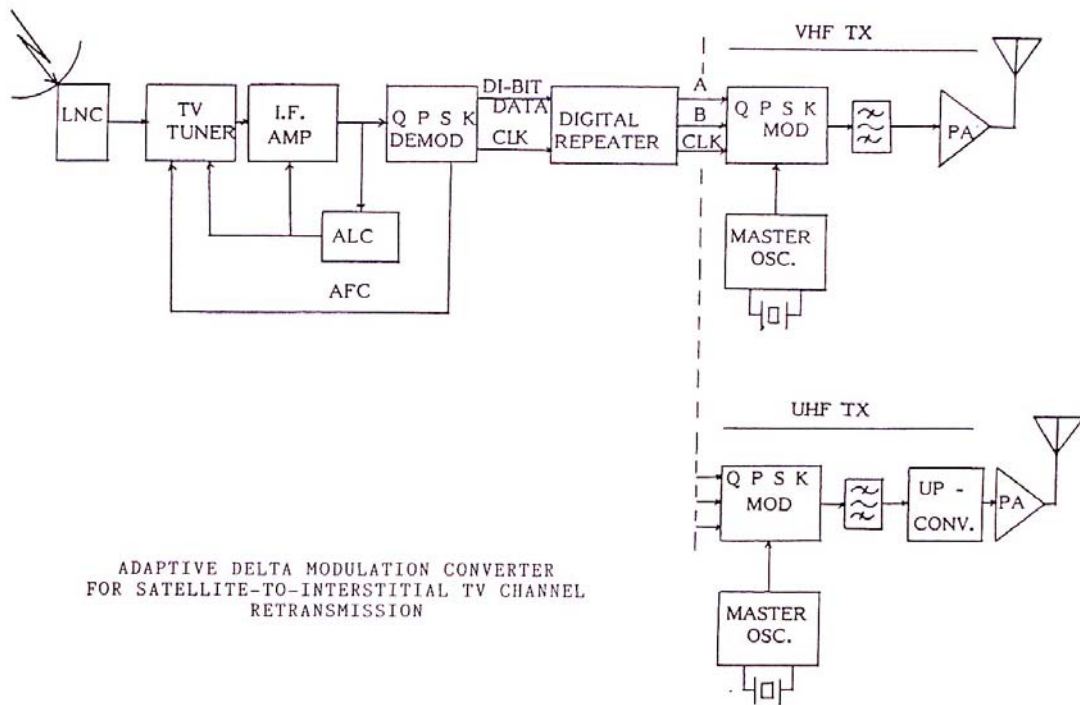 VHF TX
LNC
TV
TUNER
I.F.
AMP
Q P S K
DEMOD
DI-BIT
DATA
CLK
DIGITAL
REPEATER
A
B
CLK
Q P S K
MOD
PA
ALC
AFC
MASTER
OSC.
UHF TX
Q P S K
MOD
UP -
CONV.
PA
MASTER
OSC.
ADAPTIVE DELTA MODULATION CONVERTER
FOR SATELLITE-TO-INTERSTITIAL TV CHANNEL
RETRANSMISSION